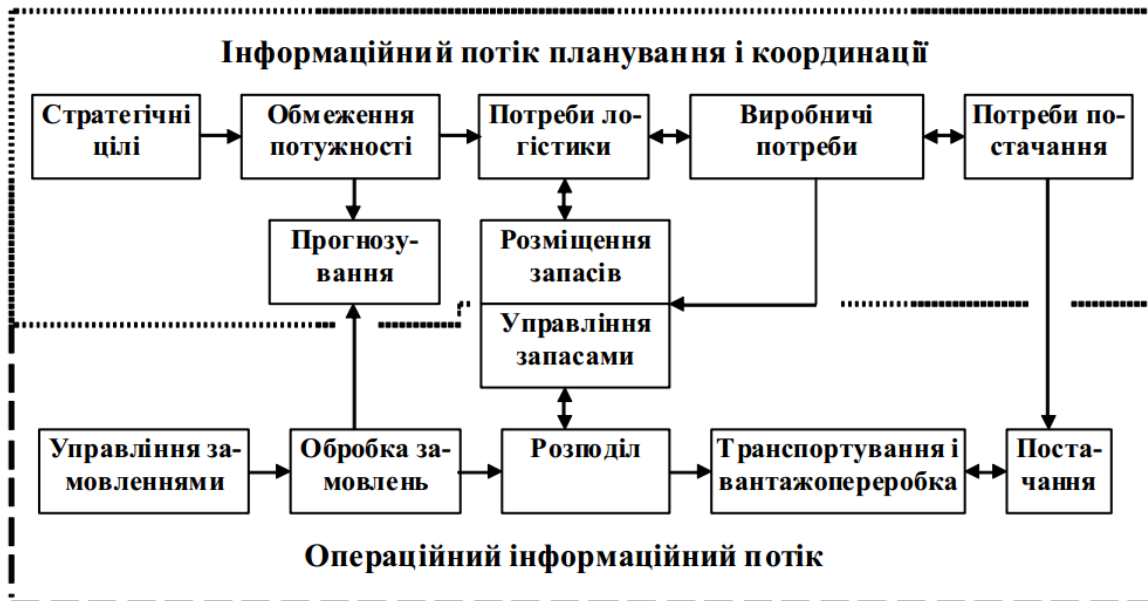 Інформаційний потік планування і координації
Стратегічні
цілі
Обмеження
потужності
Потреби ло-
гістики
Виробничі
потреби
Потреби по-
стачання
Прогнозу-
вання
Розміщення
запасів
Управління
запасами
Управління за-
мовленнями
Обробка за-
мовлень
Розподіл
Транспортування і
вантажопереробка
Поста-
чання
Операційний інформаційний потік